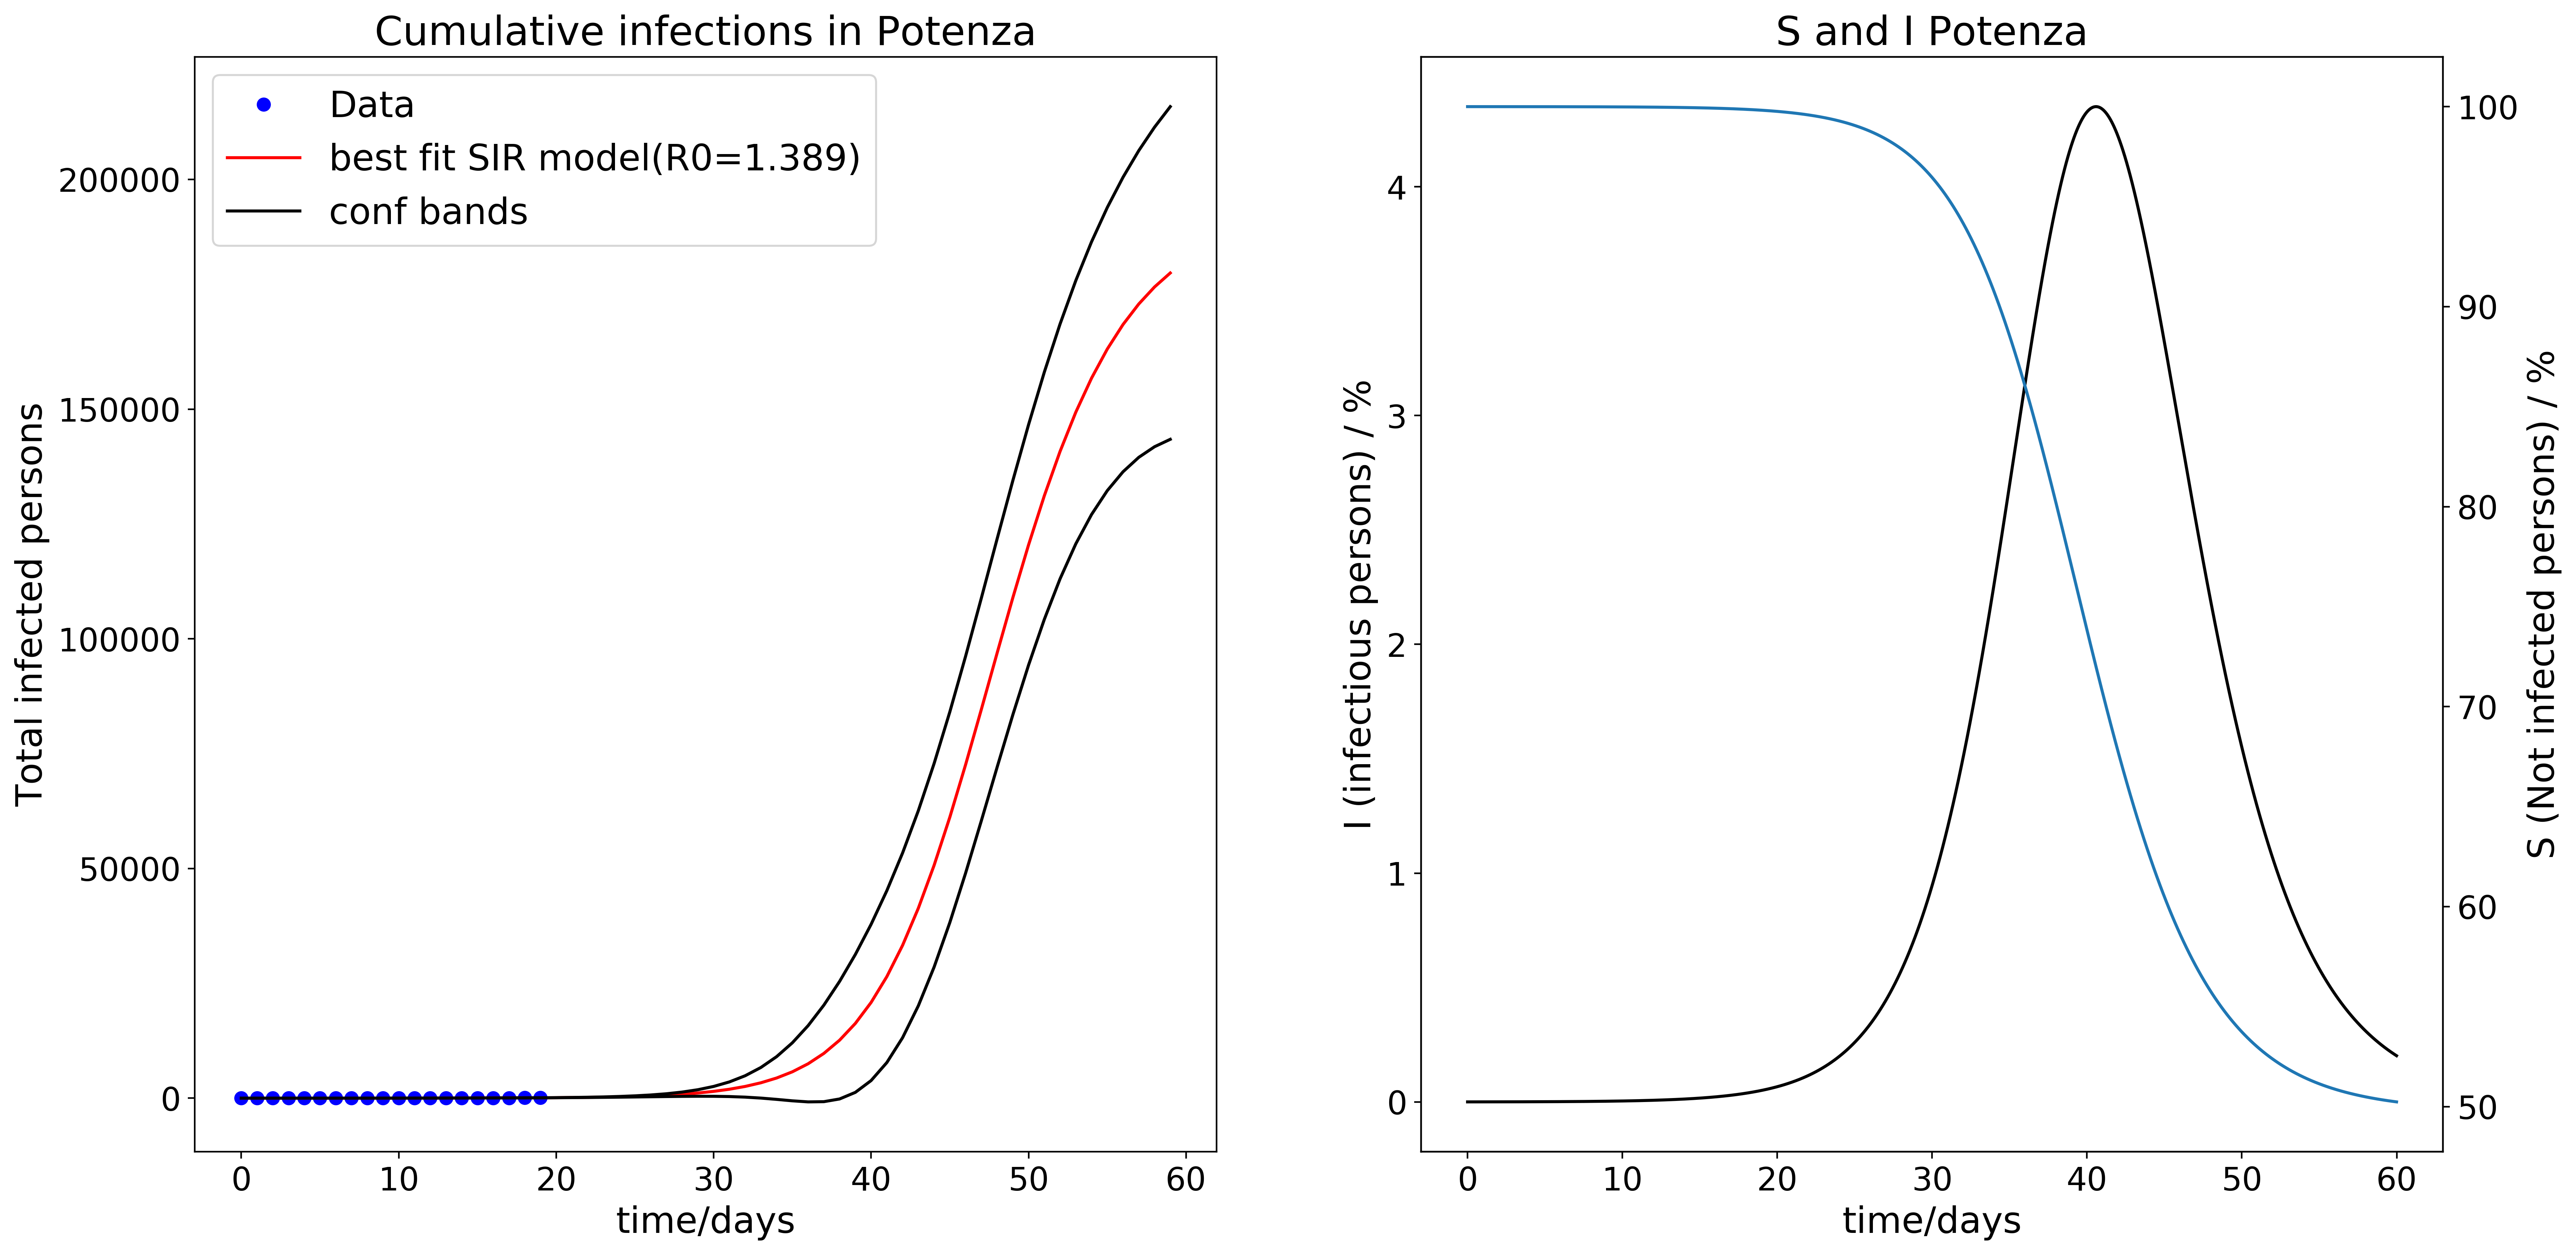 Cumulative infections in Potenza
Data
best fit SIR model(R0=1.389)
conf bands
Total infected persons
200000
150000
100000
50000
0
0 10 20 30 40 50 60
time/days
S and I Potenza
I (infectious persons) / %
4
3
2
1
0
0 10 20 30 40 50 60
time/days
100
90
80
70
60
50
S (Not infected persons) / %